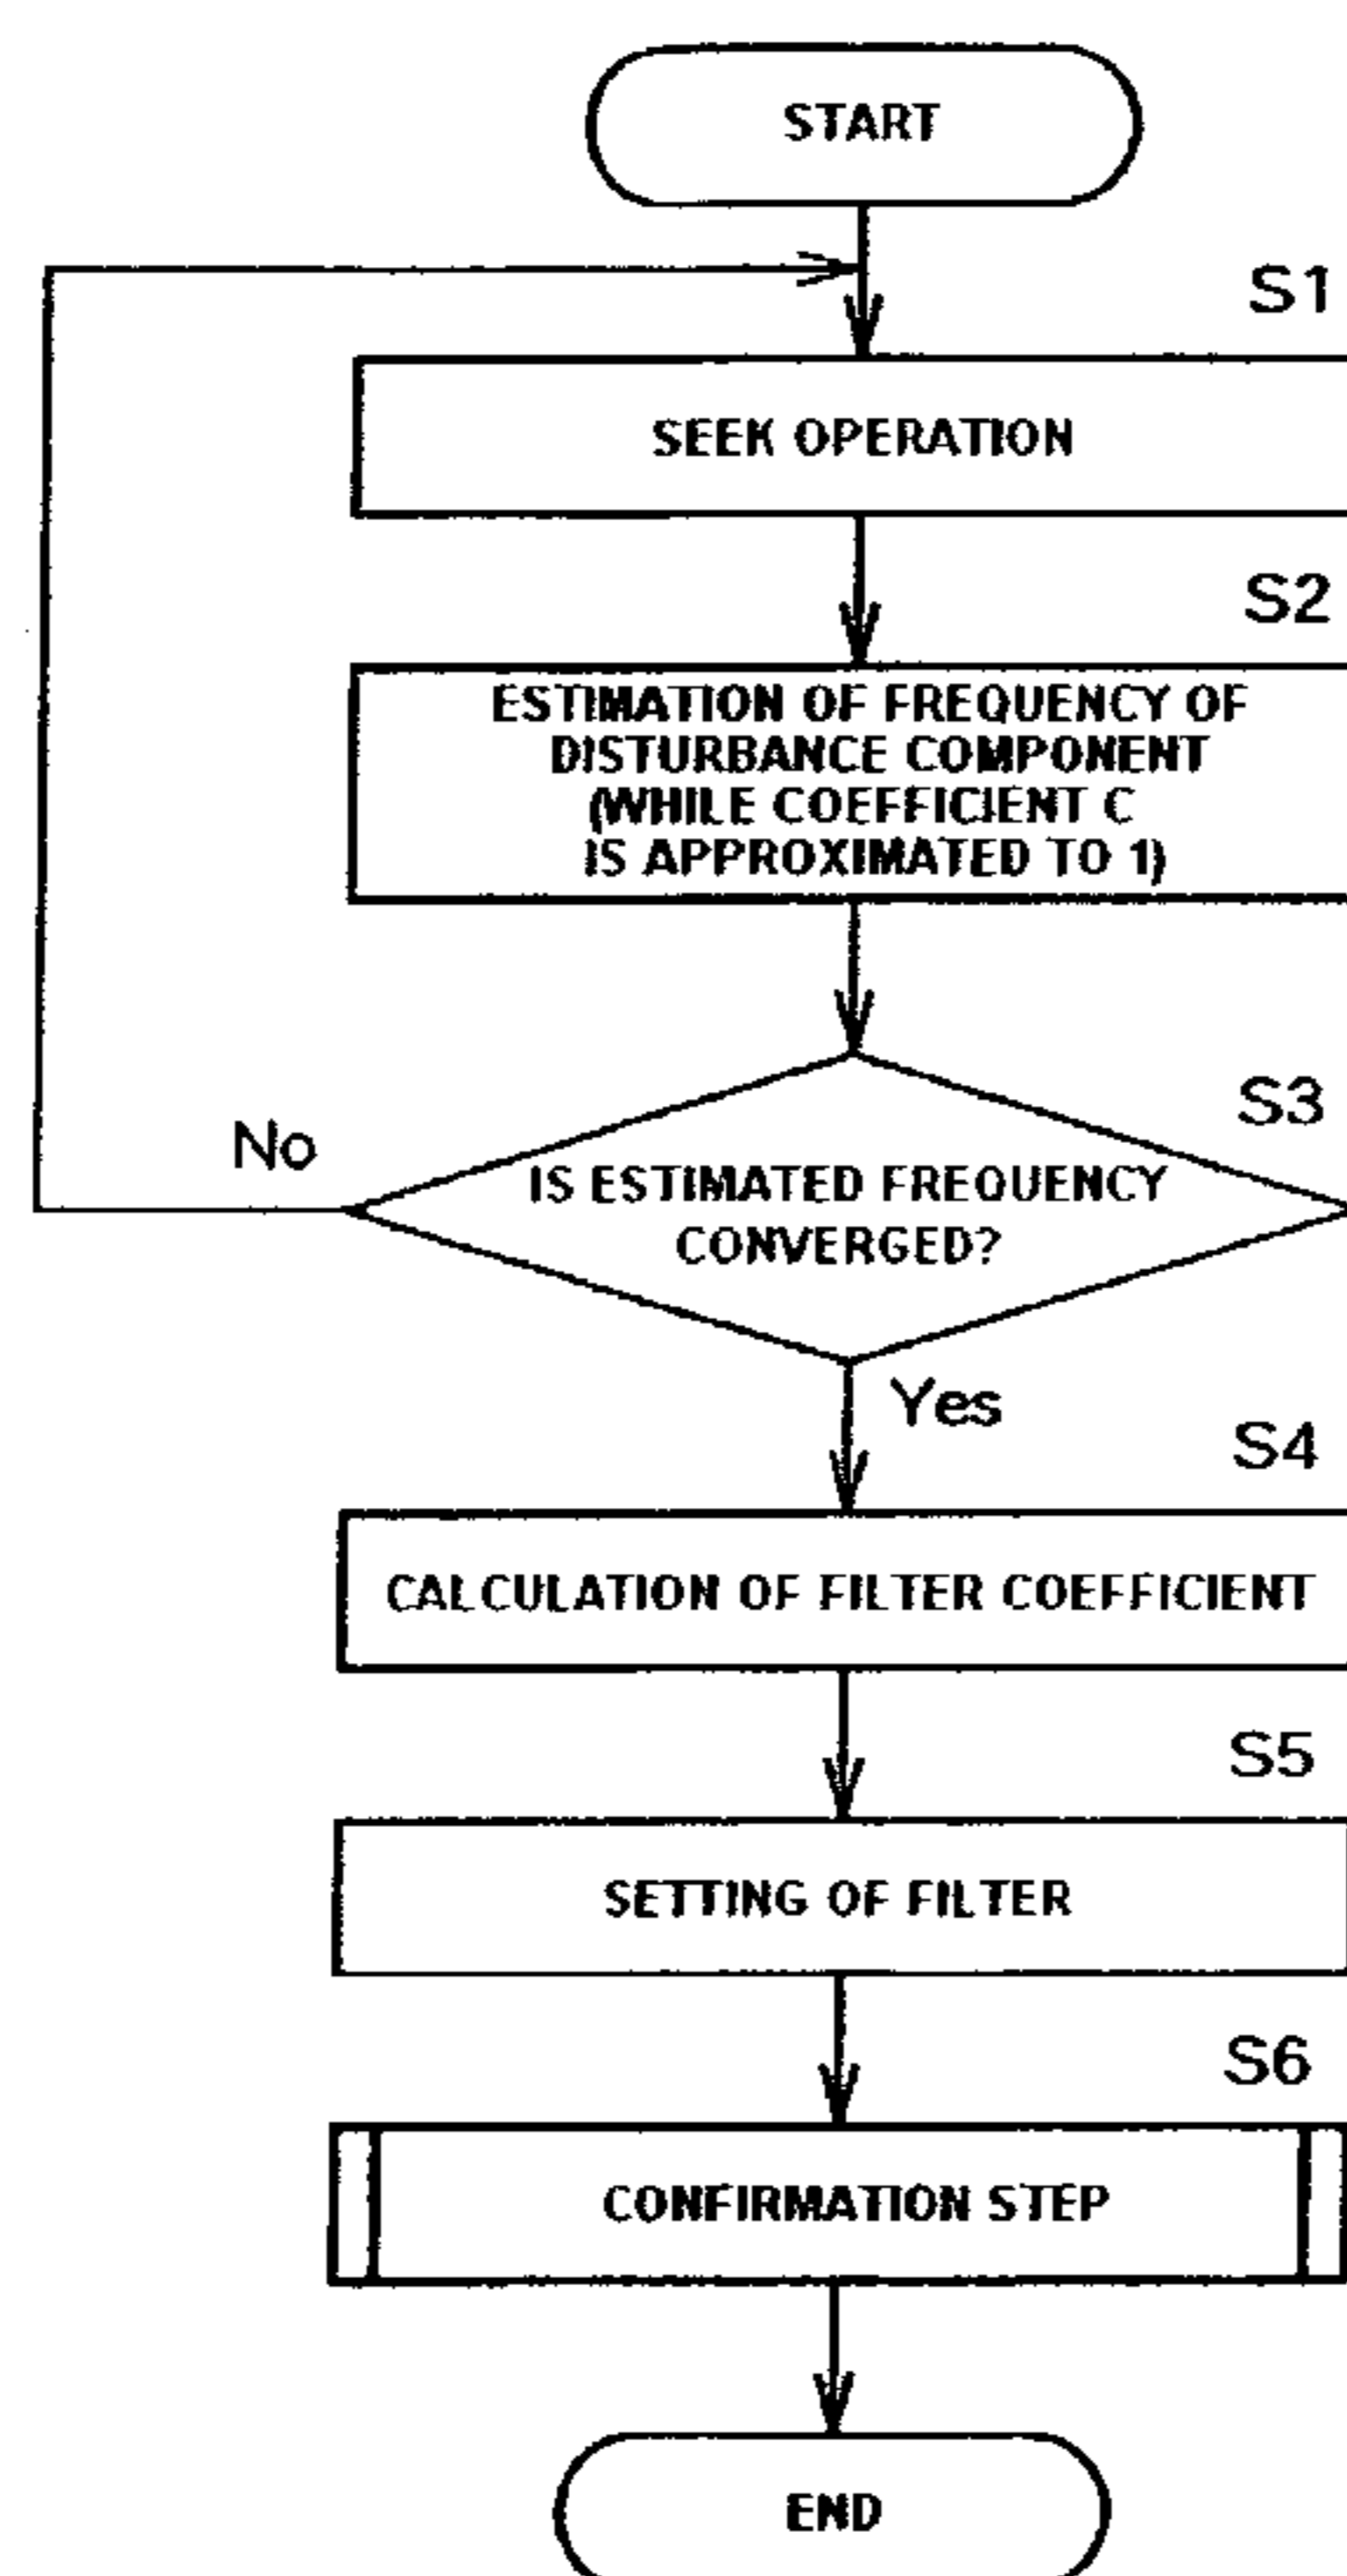 START
S1
SEEK OPERATION
S2
ESTIMATION OF FREQUENCY OF
DISTURBANCE COMPONENT
(WHILE COEFFICIENT C
IS APPROXIMATED TO 1)
S3
No
IS ESTIMATED FREQUENCY
CONVERGED?
Yes
S4
CALCULATION OF FILTER COEFFICIENT
S5
SETTING OF FILTER
S6
CONFIRMATION STEP
END